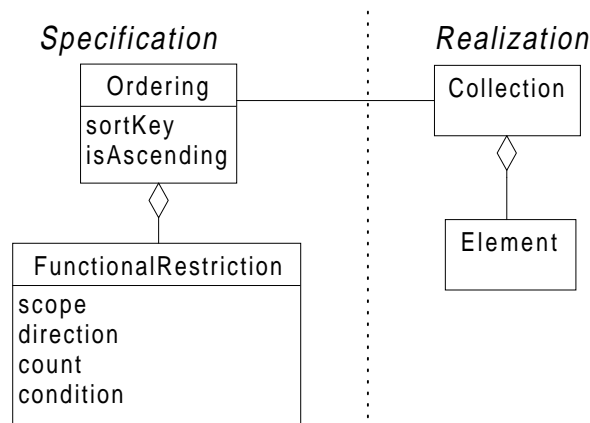 Specification
Realization
Ordering
sortKey
isAscending
Collection
Element
FunctionalRestriction
scope
direction
count
condition